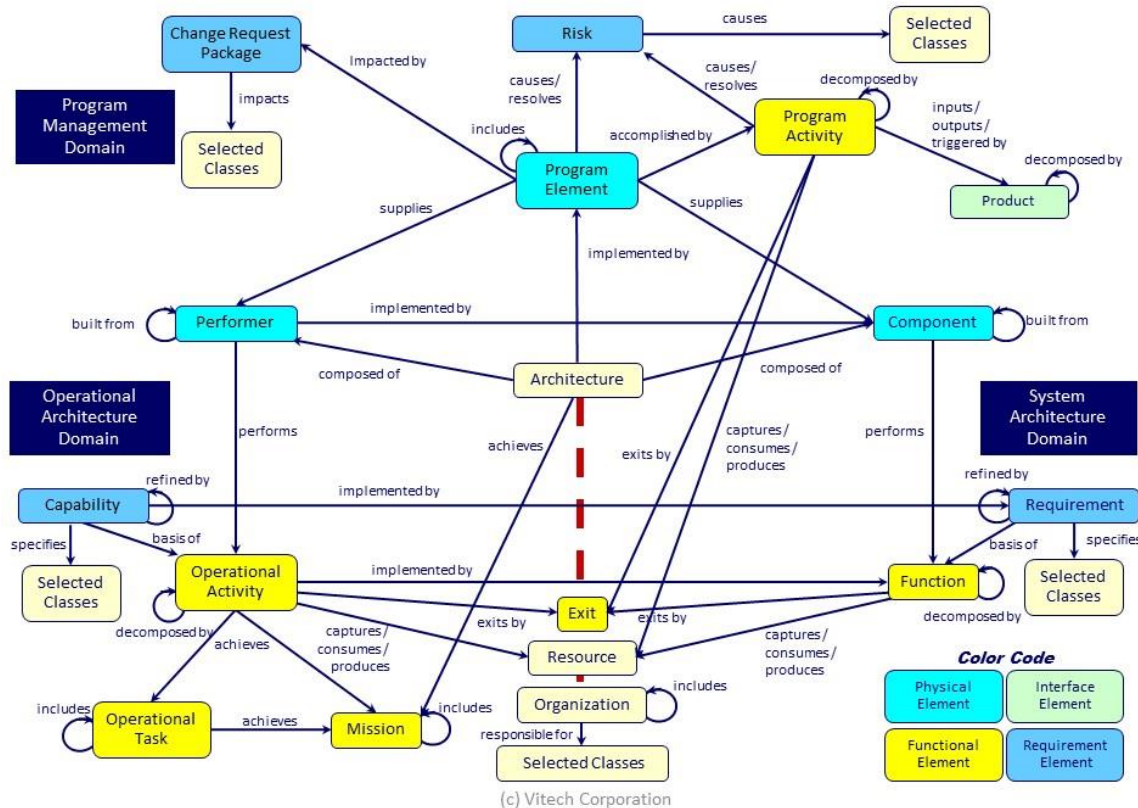 Change Request
Package
Impacted by
impacts
Selected
Classes
Program
Management
Domain
Risk
causes
Selected
Classes
causes/
resolves
causes/
resolves
decomposed by
Program
Activity
inputs/
outputs/
triggered by
decomposed by
Product
includes
accomplished by
Program
Element
supplies
supplies
implemented by
built from
Performer
implemented by
Component
built from
composed of
Architecture
composed of
Operational
Architecture
Domain
System
Architecture
Domain
performs
achieves
exits by
captures/
consumes/
produces
performs
refined by
Capability
implemented by
refined by
Requirement
specifies
basis of
basis of
specifies
Selected
Classes
Operational
Activity
implemented by
Function
Selected
Classes
decomposed by
exits by
Exit
exits by
decomposed by
achieves
captures/
consumes/
produces
Resource
captures/
consumes/
produces
includes
Operational
Task
achieves
Mission
includes
Organization
includes
responsible for
Selected Classes
Color Code
Physical
Element
Interface
Element
Functional
Element
Requirement
Element
(c) Vitech Corporation